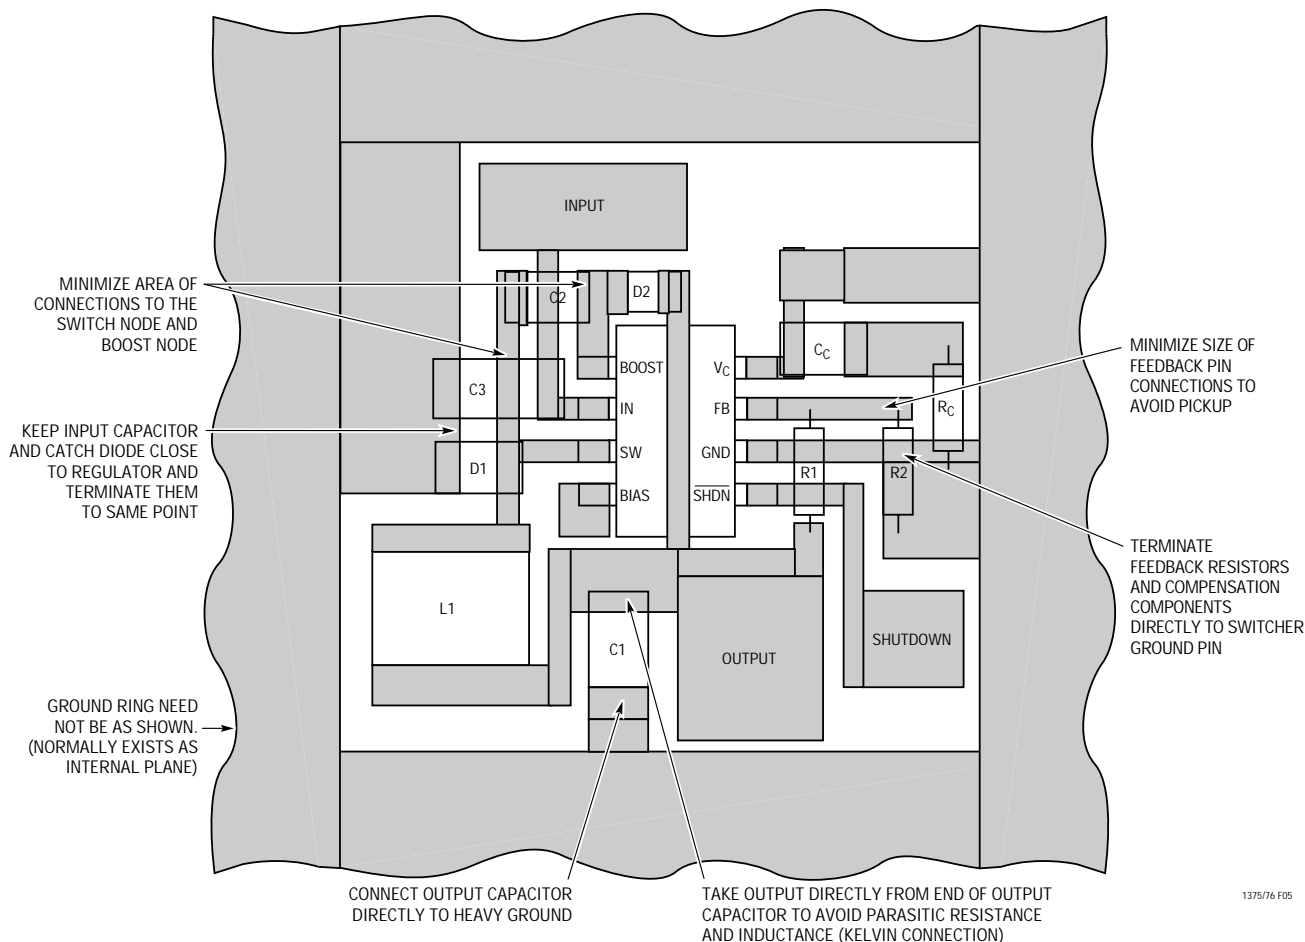 INPUT
MINIMIZE AREA OF
CONNECTIONS TO THE
SWITCH NODE AND
BOOST NODE
C2
D2
BOOST
VC
CC
C3
IN
FB
RC
MINIMIZE SIZE OF
FEEDBACK PIN
CONNECTIONS TO
AVOID PICKUP
KEEP INPUT CAPACITOR
AND CATCH DIODE CLOSE
TO REGULATOR AND
TERMINATE THEM
TO SAME POINT
D1
SW
GND
R1
R2
BIAS
SHDN
TERMINATE
FEEDBACK RESISTORS
AND COMPENSATION
COMPONENTS
DIRECTLY TO SWITCHER
GROUND PIN
L1
C1
OUTPUT
SHUTDOWN
GROUND RING NEED
NOT BE AS SHOWN.
(NORMALLY EXISTS AS
INTERNAL PLANE)
CONNECT OUTPUT CAPACITOR
DIRECTLY TO HEAVY GROUND
TAKE OUTPUT DIRECTLY FROM END OF OUTPUT
CAPACITOR TO AVOID PARASITIC RESISTANCE
AND INDUCTANCE (KELVIN CONNECTION)
1375/76 F05